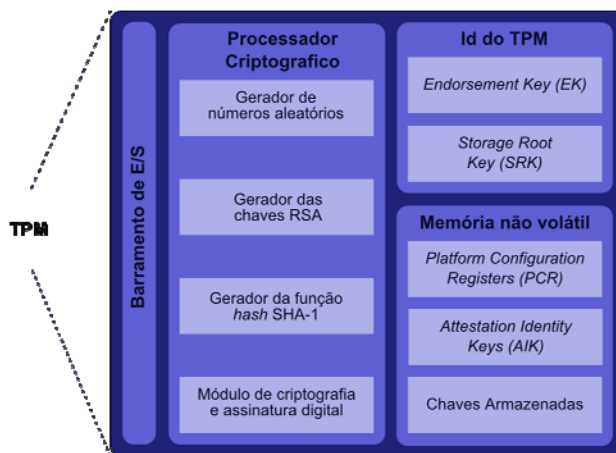 TPM
Barramento de E/S
Processador
Criptografico
Gerador de
números aleatórios
Gerador das
chaves RSA
Gerador da função
hash SHA-1
Módulo de criptografia
e assinatura digital
Id do TPM
Endorsement Key (EK)
Storage Root
Key (SRK)
Memória não volátil
Platform Configuration
Registers (PCR)
Attestation Identity
Keys (AIK)
Chaves Armazenadas